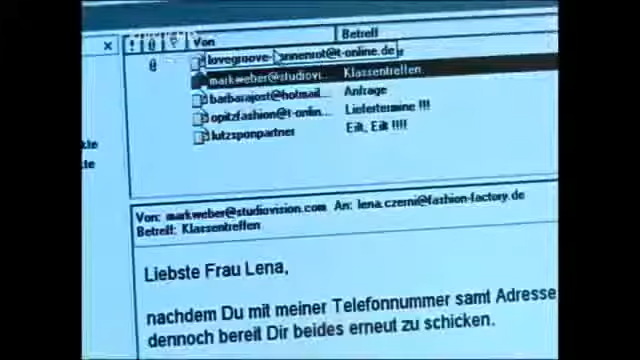 Von Betreff
lovegroove-tannenrot@t-online.de
markweber@studiovi... Klassentreffen
barbarajost@hotmail... Anfrage
opitzfashion@t-onlin... Liefertermine !!!
lutzsponpartner Eilt, Eilt !!!!
Von: markweber@studiovision.com An: lena.czerni@fashion-factory.de
Betreff: Klassentreffen
Liebste Frau Lena,
nachdem Du mit meiner Telefonnummer samt Adresse
dennoch bereit Dir beides erneut zu schicken.